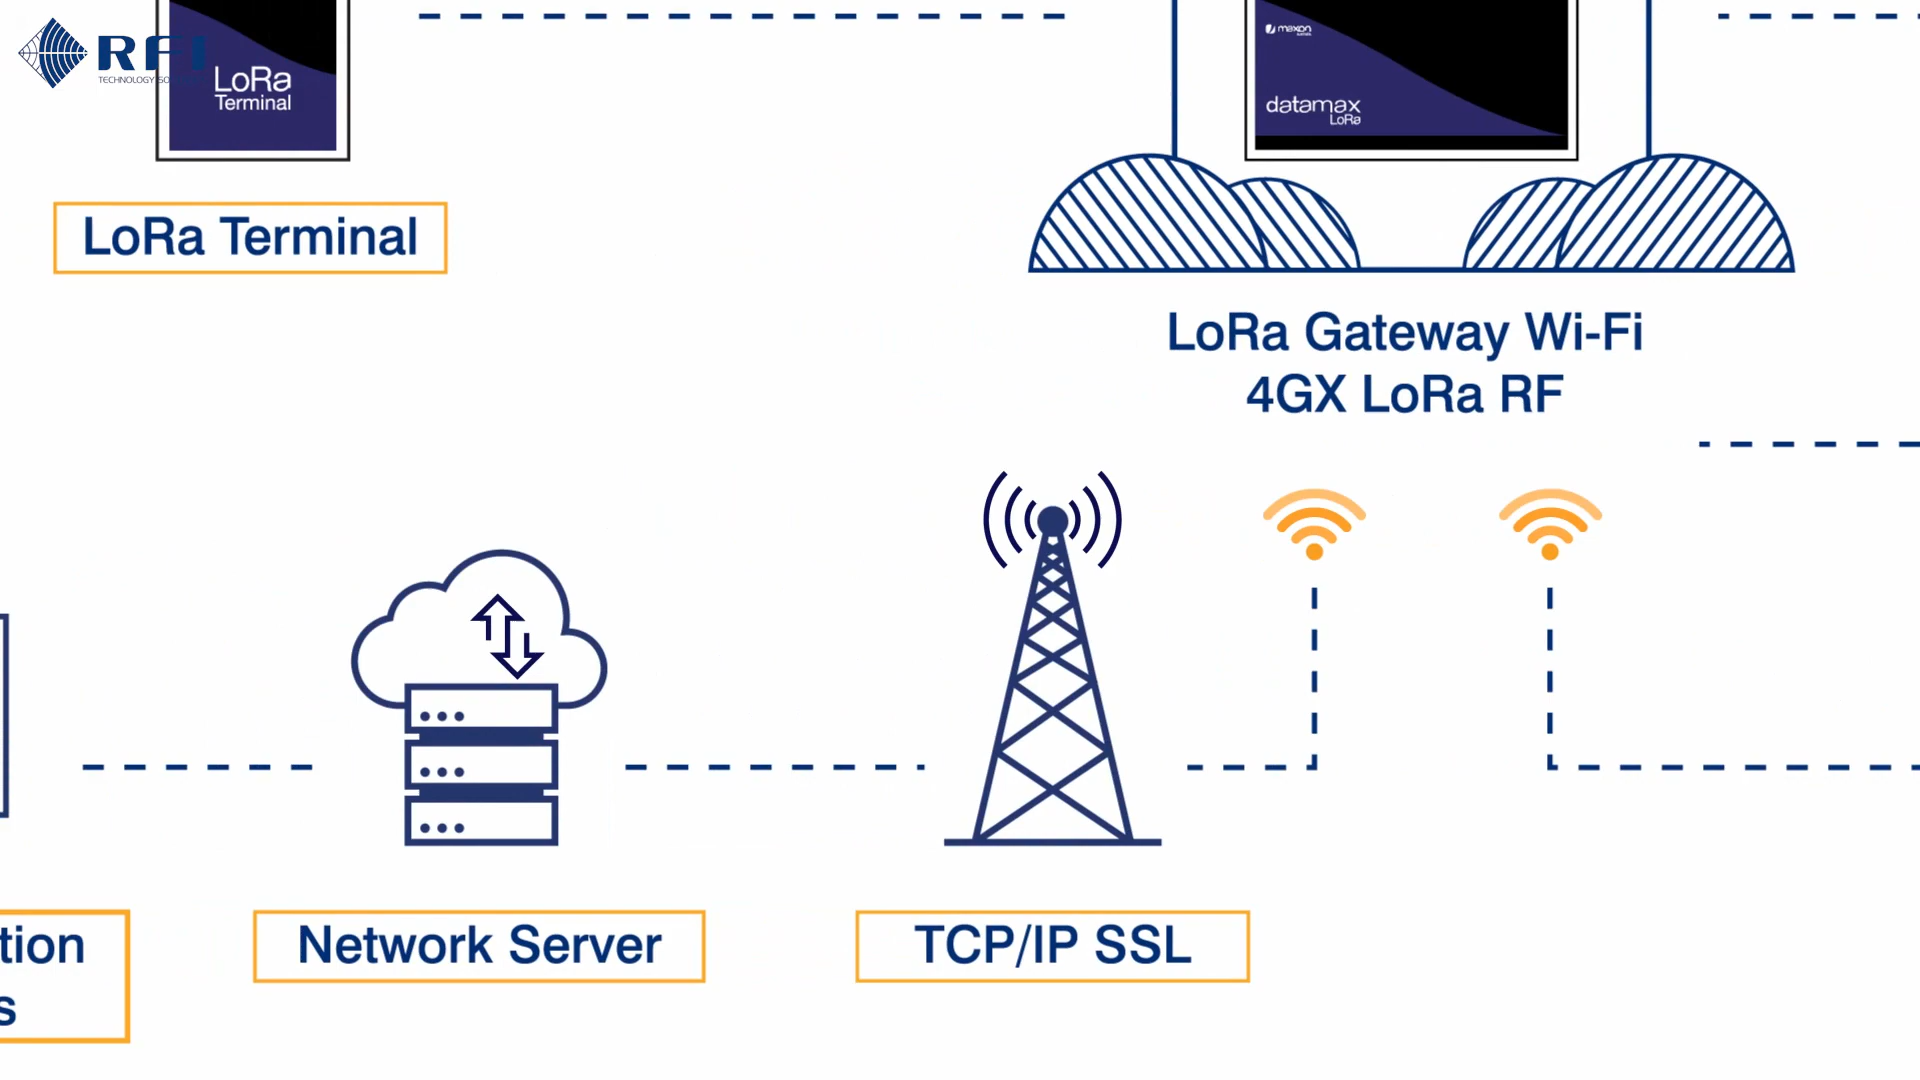 RFI
TECHNOLOGY
LoRa
Terminal
maxon
datamax
LoRa
LoRa Terminal
LoRa Gateway Wi-Fi
4GX LoRa RF
tion
s
Network Server
TCP/IP SSL